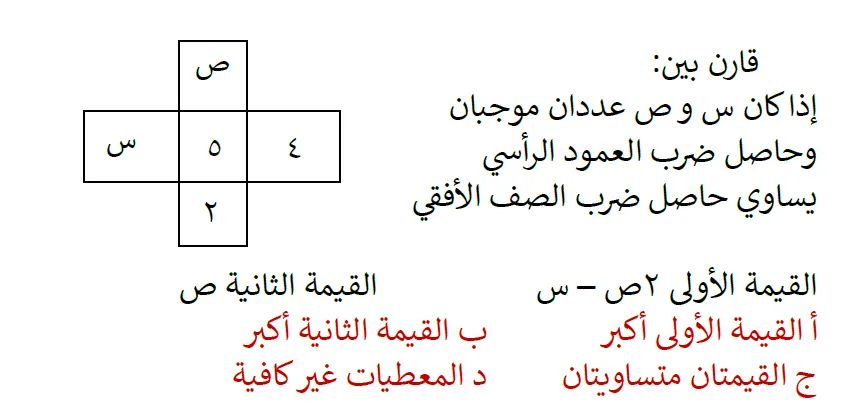 قارن بين:
إذا كان س و ص عددان موجبان
وحاصل ضرب العمود الرأسي
يساوي حاصل ضرب الصف الأفقي
ص
٤ ٥ س
٢
القيمة الأولى ٢ص – س القيمة الثانية ص
أ القيمة الأولى أكبر ب القيمة الثانية أكبر
ج القيمتان متساويتان د المعطيات غير كافية